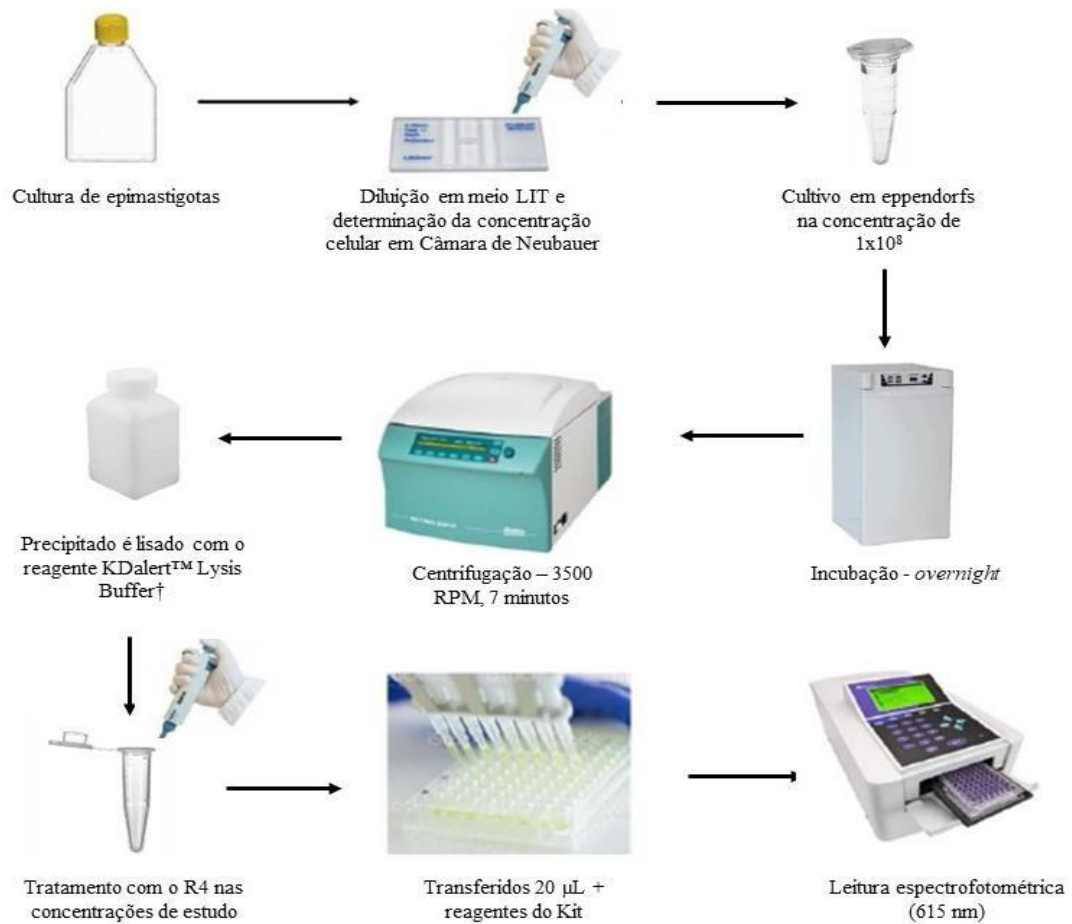 Cultura de epimastigotas
Diluição em meio LIT e
determinação da concentração
celular em Câmara de Neubauer
Cultivo em eppendorfs
na concentração de
1x10⁸
Precipitado é lisado com o
reagente KDalert™ Lysis
Buffer†
Centrifugação – 3500
RPM, 7 minutos
Incubação - overnight
Tratamento com o R4 nas
concentrações de estudo
Transferidos 20 μL +
reagentes do Kit
Leitura espectrofotométrica
(615 nm)